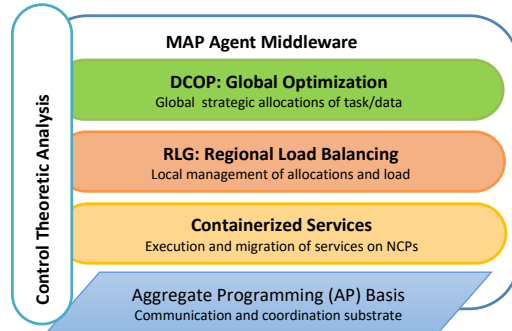 Control Theoretic Analysis
MAP Agent Middleware
DCOP: Global Optimization
Global strategic allocations of task/data
RLG: Regional Load Balancing
Local management of allocations and load
Containerized Services
Execution and migration of services on NCPs
Aggregate Programming (AP) Basis
Communication and coordination substrate